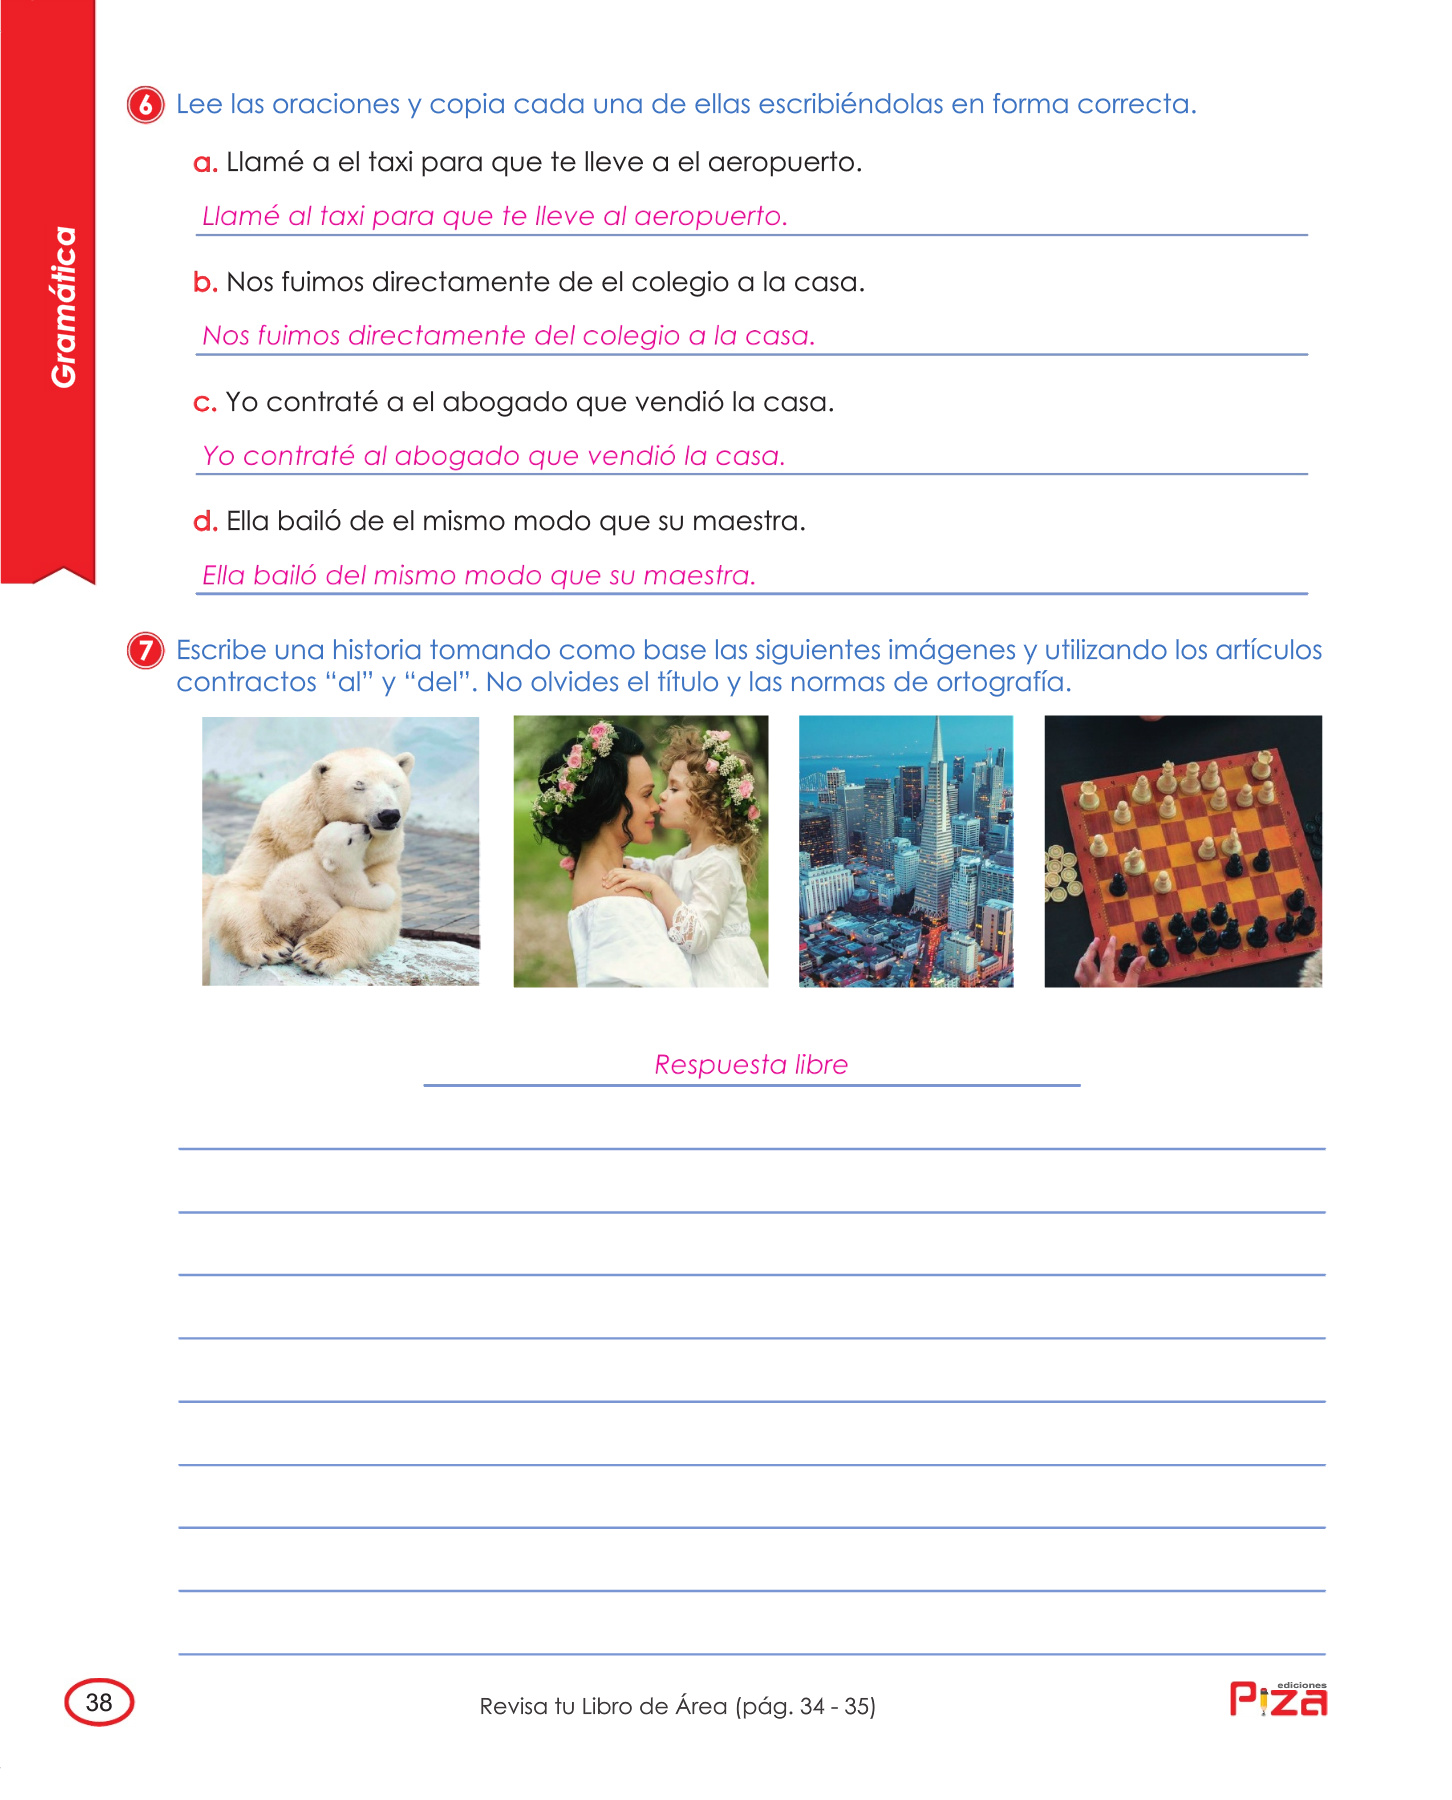 Gramática
6 Lee las oraciones y copia cada una de ellas escribiéndolas en forma correcta.
a. Llamé a el taxi para que te lleve a el aeropuerto.
Llamé al taxi para que te lleve al aeropuerto.
b. Nos fuimos directamente de el colegio a la casa.
Nos fuimos directamente del colegio a la casa.
c. Yo contraté a el abogado que vendió la casa.
Yo contraté al abogado que vendió la casa.
d. Ella bailó de el mismo modo que su maestra.
Ella bailó del mismo modo que su maestra.
7 Escribe una historia tomando como base las siguientes imágenes y utilizando los artículos
contractos “al” y “del”. No olvides el título y las normas de ortografía.
Respuesta libre
38
Revisa tu Libro de Área (pág. 34 - 35)
ediciones
Piza